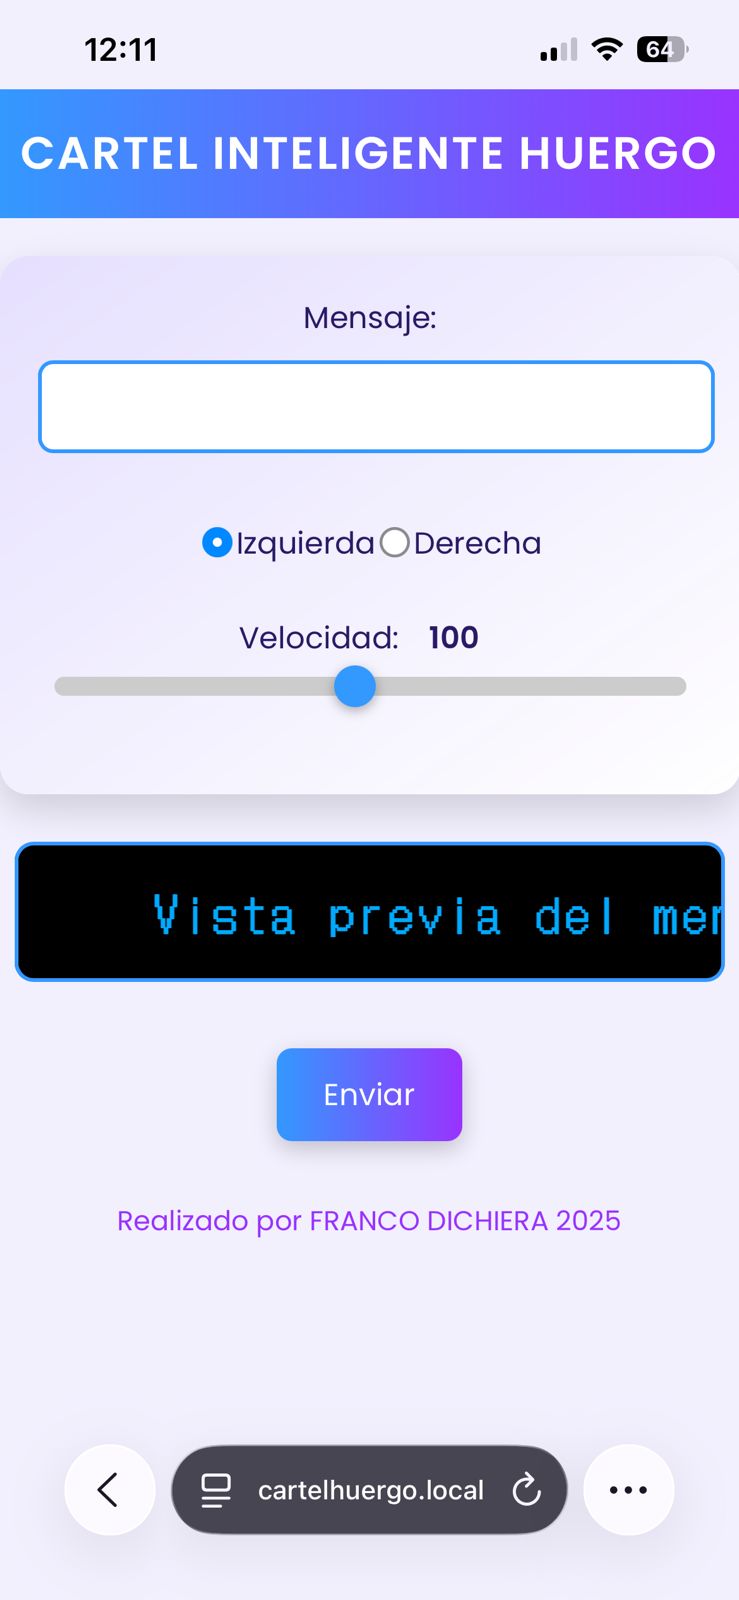 12:11
64
CARTEL INTELIGENTE HUERGO
Mensaje:
Izquierda Derecha
Velocidad: 100
Vista previa del men
Enviar
Realizado por FRANCO DICHIERA 2025
cartelhuergo.local